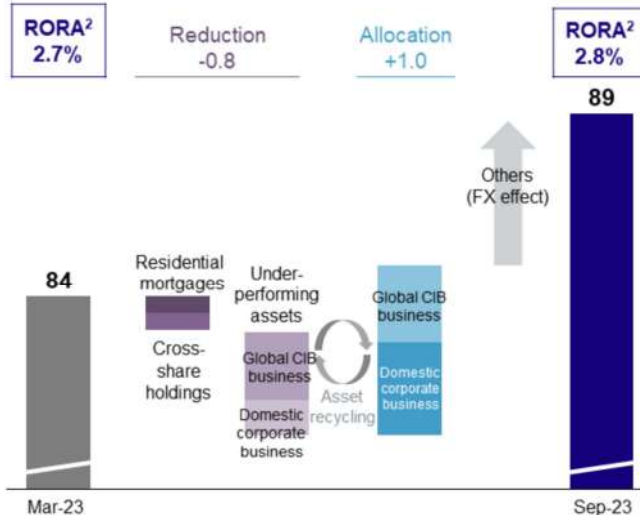 RORA²
2.7%
Reduction
-0.8
Allocation
+1.0
RORA²
2.8%
84
Residential
mortgages
Cross-
share
holdings
Under-
performing
assets
Global CIB
business
Domestic
corporate
business
Asset
recycling
Global CIB
business
Domestic
corporate
business
Others
(FX effect)
89
Mar-23
Sep-23